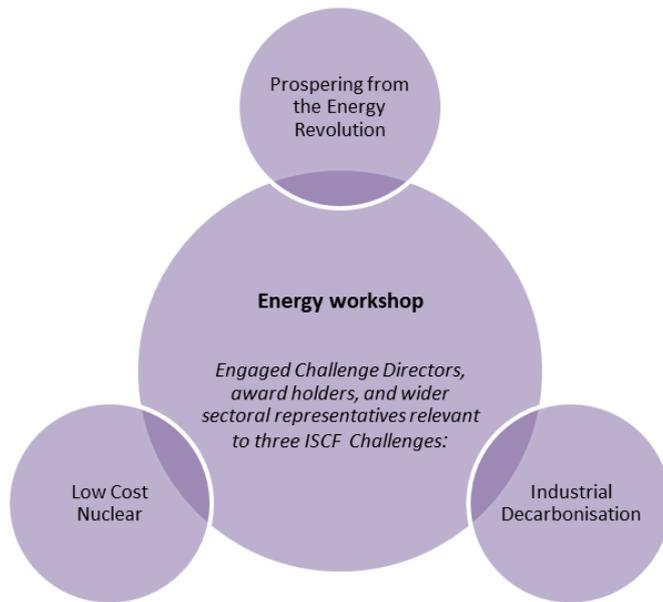 Prospering from
the Energy
Revolution
Energy workshop
Engaged Challenge Directors,
award holders, and wider
sectoral representatives relevant
to three ISCF Challenges:
Low Cost
Nuclear
Industrial
Decarbonisation